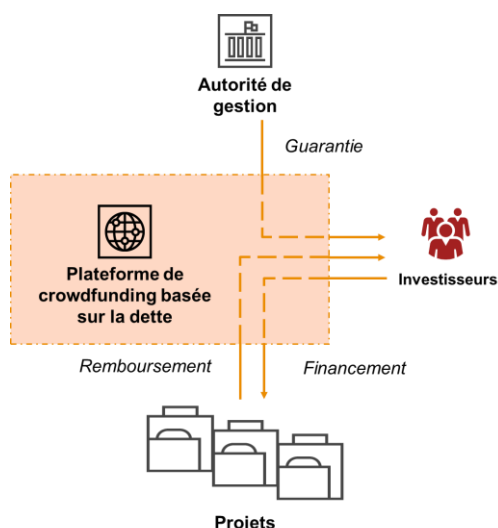 Autorité de
gestion
Guarantie
Plateforme de
crowdfunding basée
sur la dette
Investisseurs
Remboursement
Financement
Projets